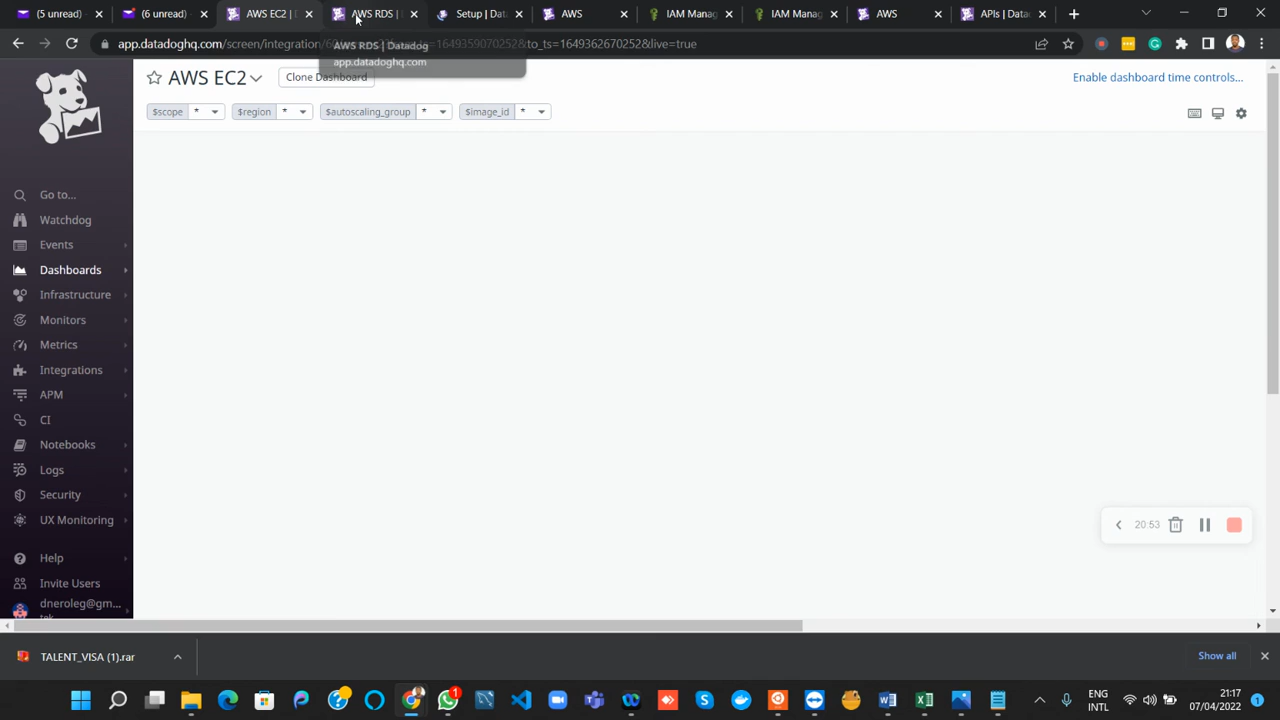 (5 unread) -
(6 unread) -
AWS EC2 |
AWS RDS |
Setup | Dat
AWS
IAM Manag
IAM Manag
AWS
APIs | Datad
app.datadoghq.com/screen/integration/
to_ts=1649362670252&live=true
AWS RDS | Datadog
app.datadoghq.com
AWS EC2
Clone Dashboard
Enable dashboard time controls...
$scope *
$region *
$autoscaling_group *
$image_id *
Go to...
Watchdog
Events
Dashboards
Infrastructure
Monitors
Metrics
Integrations
APM
CI
Notebooks
Logs
Security
UX Monitoring
Help
Invite Users
dneroleg@gm...
tek
20:53
TALENT_VISA (1).rar
Show all
1
ENG
INTL
21:17
07/04/2022